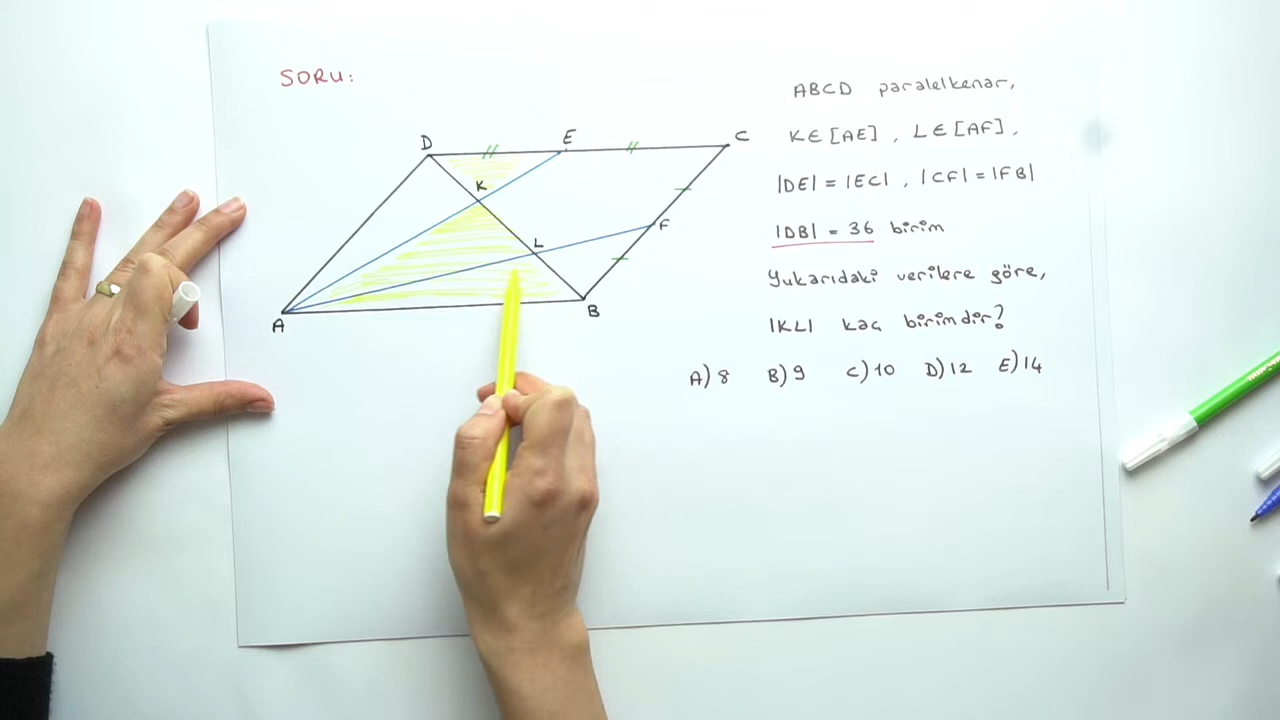 SORU:
ABCD paralelkenar,
K∈[AE], L∈[AF],
|DE|=|EC|, |CF|=|FB|
|DB| = 36 birim
Yukarıdaki verilere göre,
|KL| kaç birimdir?
A) 8 B) 9 C) 10 D) 12 E) 14
D E C
K
F
L
A B